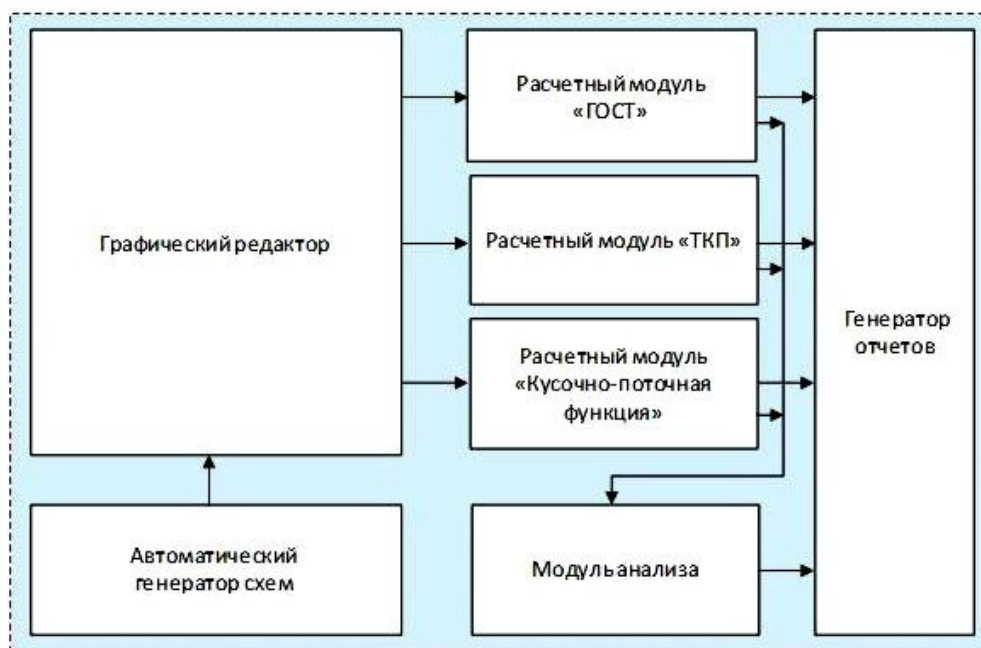 Графический редактор
Расчетный модуль
«ГОСТ»
Расчетный модуль «ТКП»
Расчетный модуль
«Кусочно-поточная
функция»
Генератор
отчетов
Автоматический
генератор схем
Модуль анализа